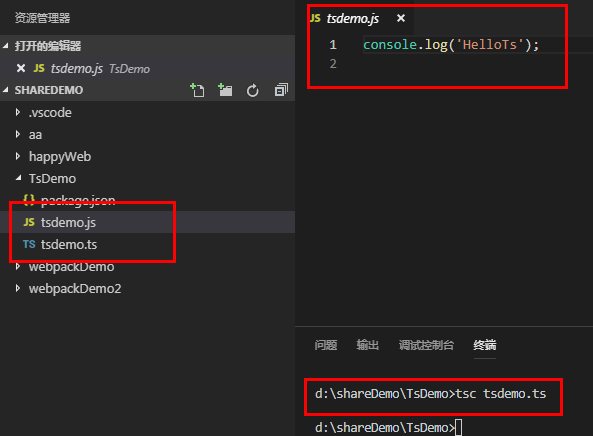 资源管理器
打开的编辑器
tsdemo.js TsDemo
SHAREDEMO
.vscode
aa
happyWeb
TsDemo
{ } package.json
JS tsdemo.js
TS tsdemo.ts
webpackDemo
webpackDemo2
JS tsdemo.js
1 console.log('HelloTs');
2
问题 输出 调试控制台 终端
d:\shareDemo\TsDemo>tsc tsdemo.ts
d:\shareDemo\TsDemo>